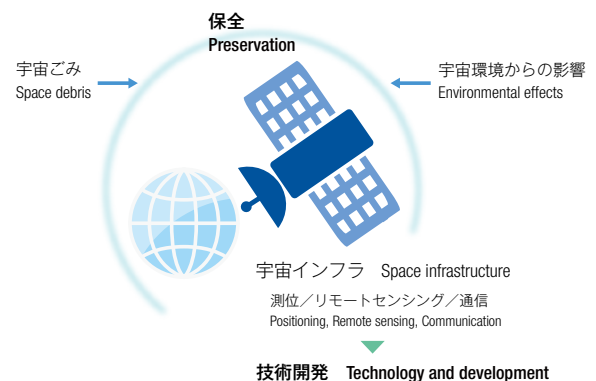 保全
Preservation
宇宙ごみ
Space debris
宇宙環境からの影響
Environmental effects
宇宙インフラ Space infrastructure
測位／リモートセンシング／通信
Positioning, Remote sensing, Communication
技術開発 Technology and development